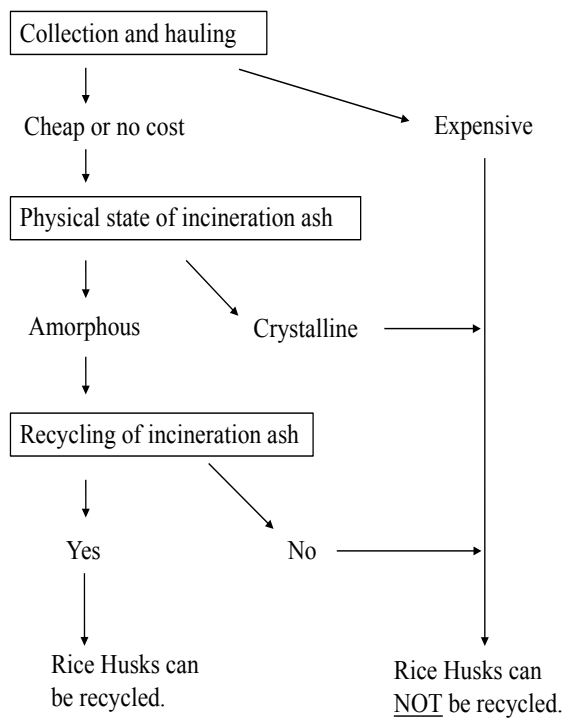 Collection and hauling
Cheap or no cost
Expensive
Physical state of incineration ash
Amorphous
Crystalline
Recycling of incineration ash
Yes
No
Rice Husks can
be recycled.
Rice Husks can
NOT be recycled.